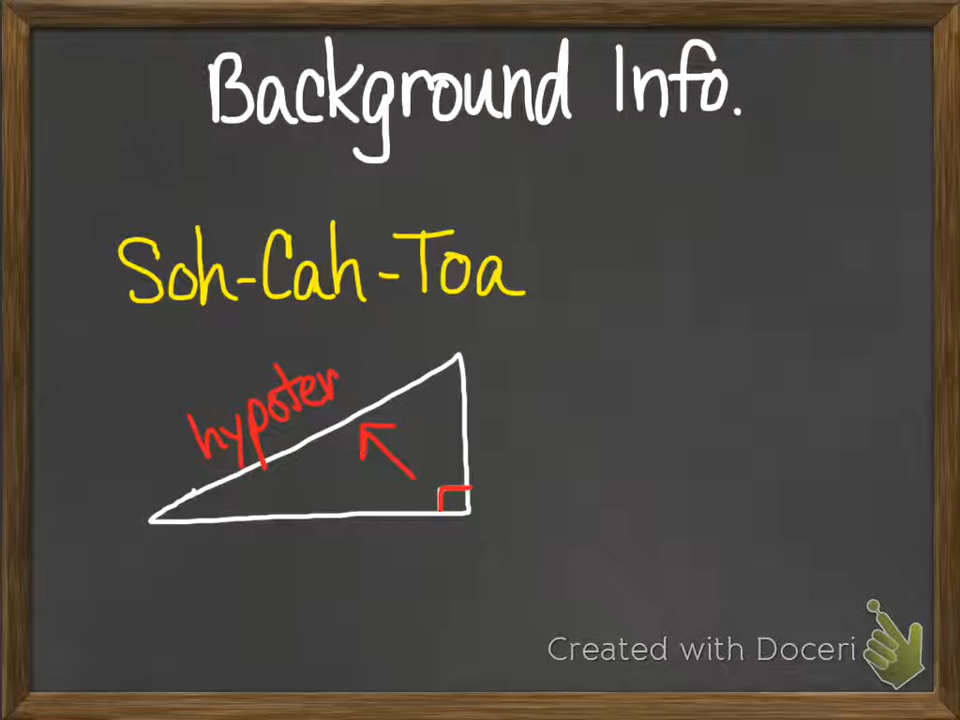 Background Info.
Soh-Cah-Toa
hypoter
Created with Doceri